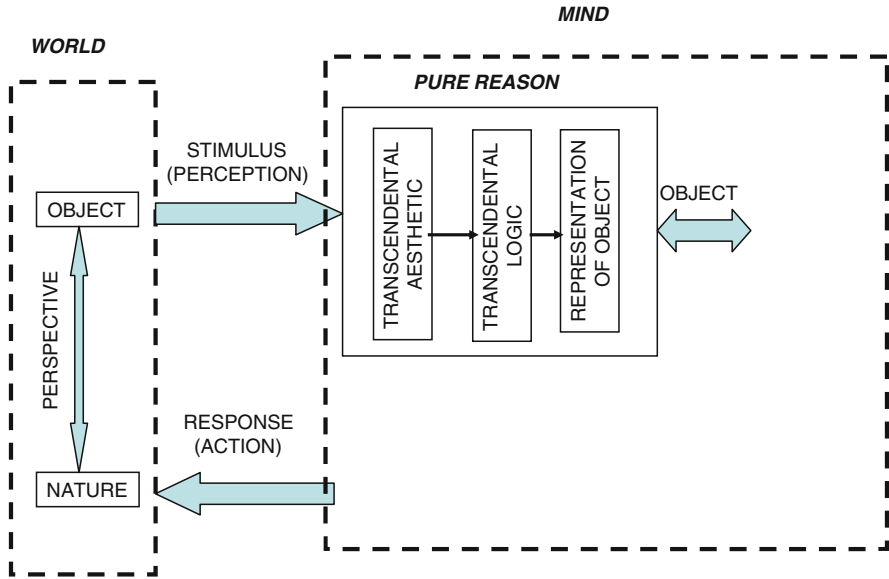 MIND
WORLD
PURE REASON
STIMULUS
(PERCEPTION)
OBJECT
PERSPECTIVE
NATURE
TRANSCENDENTAL
AESTHETIC
TRANSCENDENTAL
LOGIC
REPRESENTATION
OF OBJECT
OBJECT
RESPONSE
(ACTION)